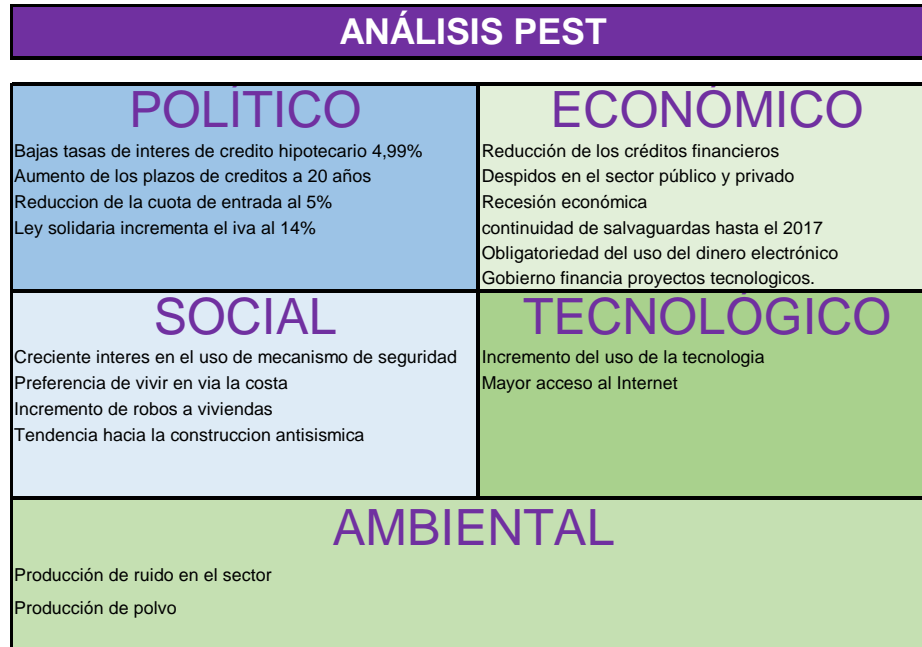 ANÁLISIS PEST
POLÍTICO
Bajas tasas de interes de credito hipotecario 4,99%
Aumento de los plazos de creditos a 20 años
Reduccion de la cuota de entrada al 5%
Ley solidaria incrementa el iva al 14%
ECONÓMICO
Reducción de los créditos financieros
Despidos en el sector público y privado
Recesión económica
continuidad de salvaguardas hasta el 2017
Obligatoriedad del uso del dinero electrónico
Gobierno financia proyectos tecnologicos.
SOCIAL
Creciente interes en el uso de mecanismo de seguridad
Preferencia de vivir en via la costa
Incremento de robos a viviendas
Tendencia hacia la construccion antisismica
TECNOLÓGICO
Incremento del uso de la tecnologia
Mayor acceso al Internet
AMBIENTAL
Producción de ruido en el sector
Producción de polvo